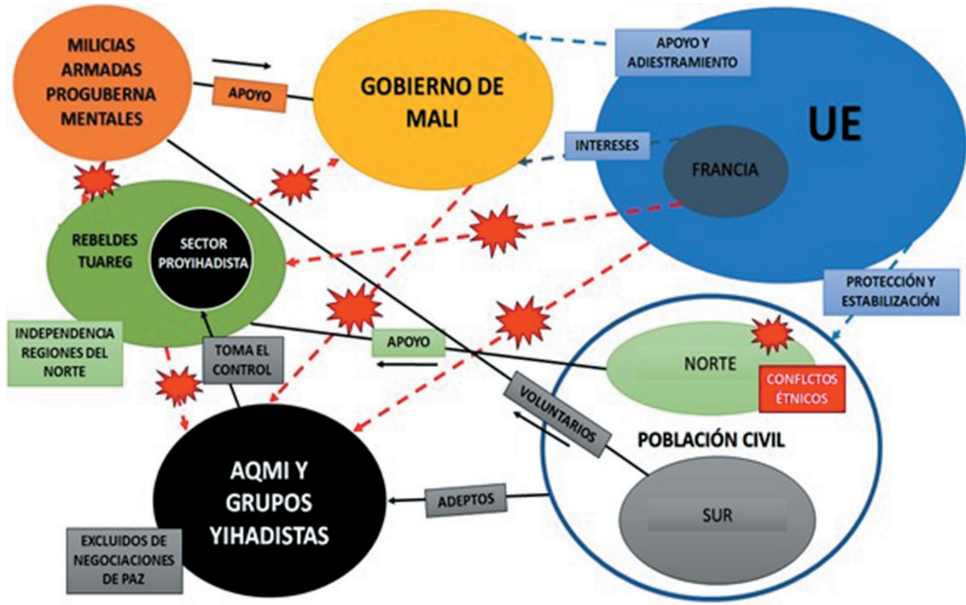 MILICIAS
ARMADAS
PROGUBERNA
MENTALES
APOYO
GOBIERNO DE
MALI
APOYO Y
ADIESTRAMIENTO
UE
INTERESES
FRANCIA
REBELDES
TUAREG
SECTOR
PROYIHADISTA
PROTECCIÓN Y
ESTABILIZACIÓN
INDEPENDENCIA
REGIONES DEL
NORTE
TOMA EL
CONTROL
APOYO
NORTE
CONFLCTOS
ÉTNICOS
VOLUNTARIOS
POBLACIÓN CIVIL
AQMI Y
GRUPOS
YIHADISTAS
ADEPTOS
SUR
EXCLUIDOS DE
NEGOCIACIONES
DE PAZ